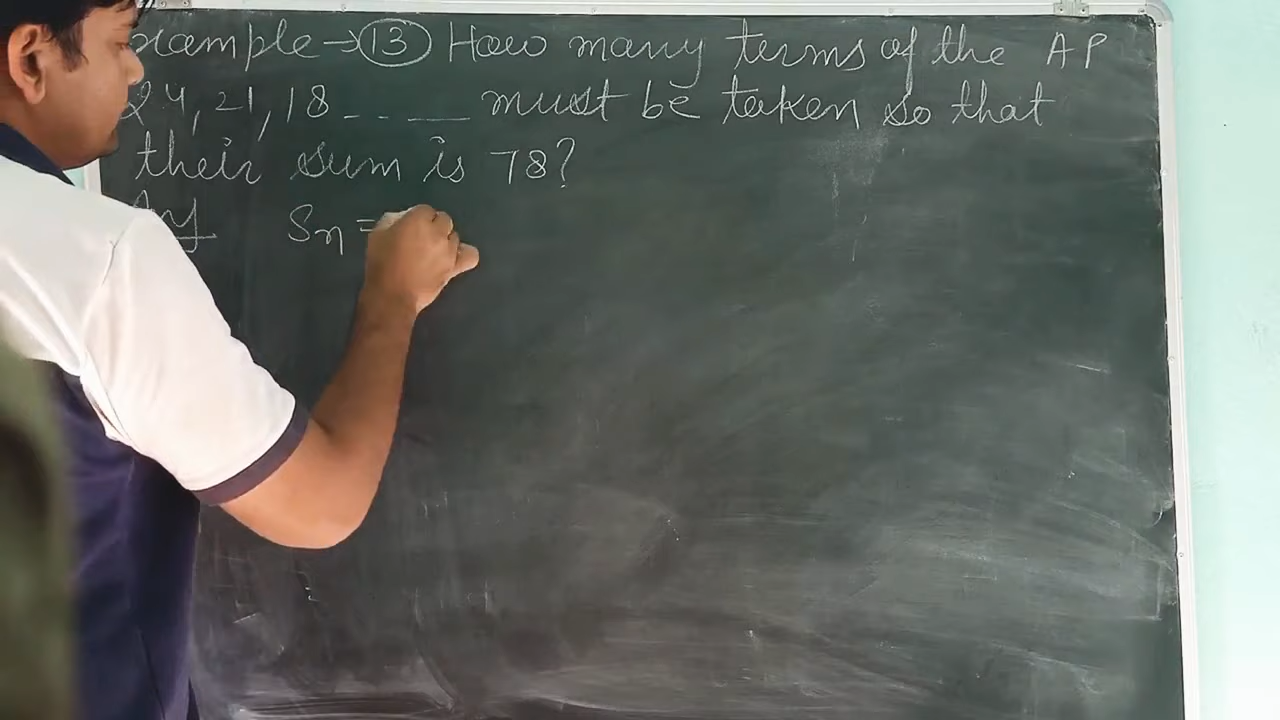 xample → 13 How many terms of the AP
24, 21, 18 - - - — must be taken so that
their sum is 78?
Sn =